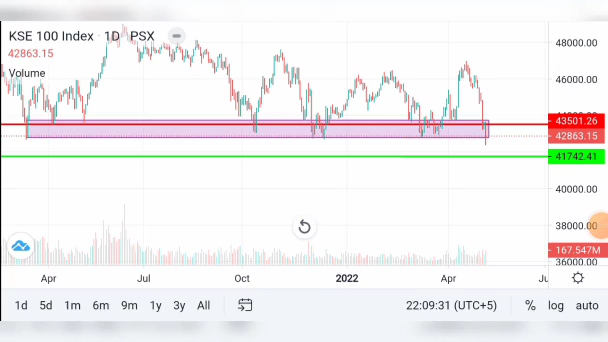 KSE 100 Index · 1D · PSX
42863.15
Volume
48000.00
46000.00
43501.26
42863.15
41742.41
40000.00
38000.00
167.547M
36000.00
Apr Jul Oct 2022 Apr
1d 5d 1m 6m 9m 1y 3y All 22:09:31 (UTC+5) % log auto